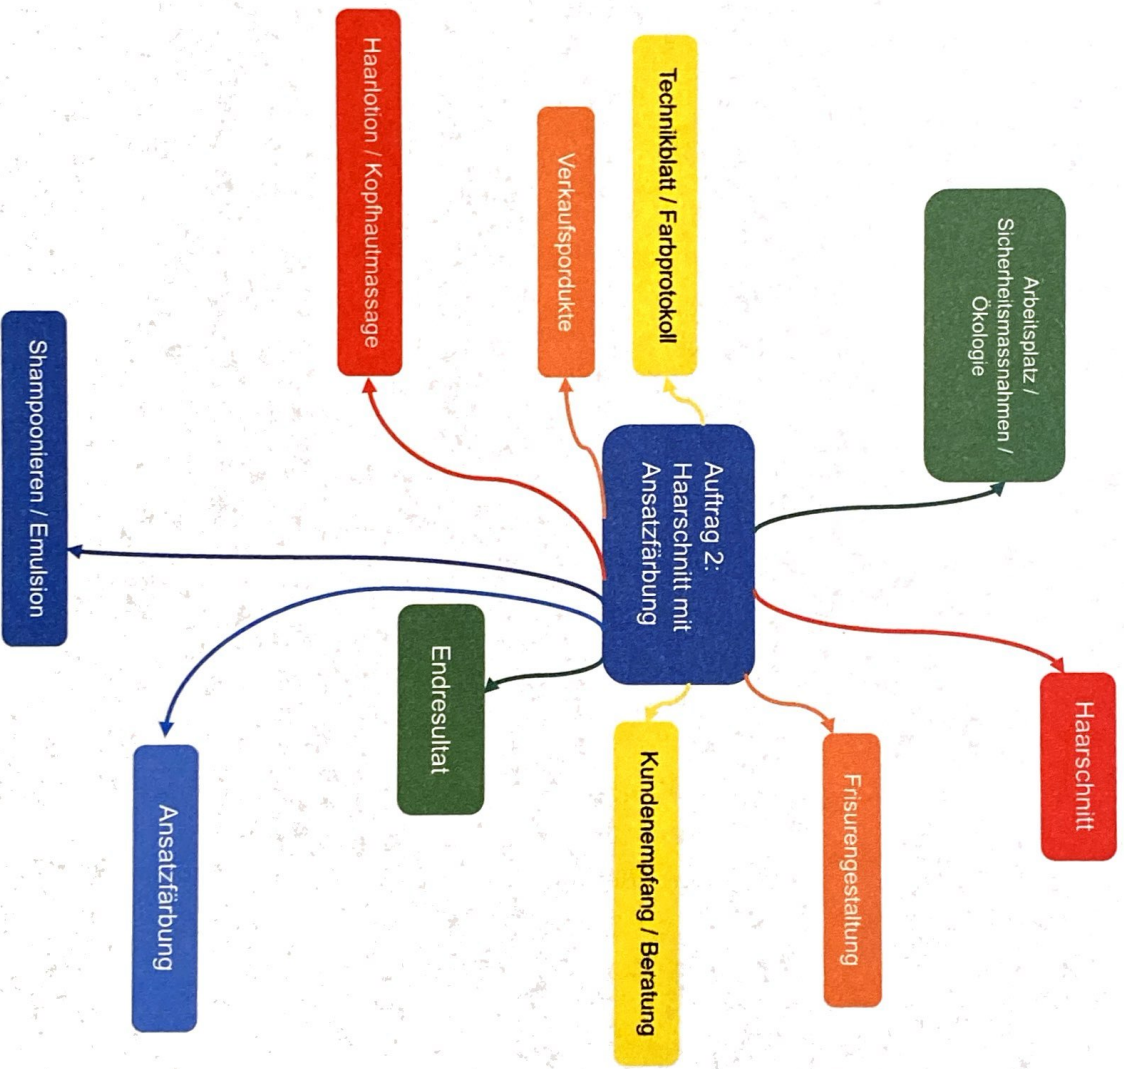 Auftrag 2:
Haarschnitt mit
Ansatzfärbung
Arbeitsplatz /
Sicherheitsmassnahmen /
Ökologie
Haarschnitt
Frisurengestaltung
Technikblatt / Farbprotokoll
Kundenempfang / Beratung
Verkaufspordukte
Endresultat
Haarlotion / Kopfhautmassage
Ansatzfärbung
Shampoonieren / Emulsion